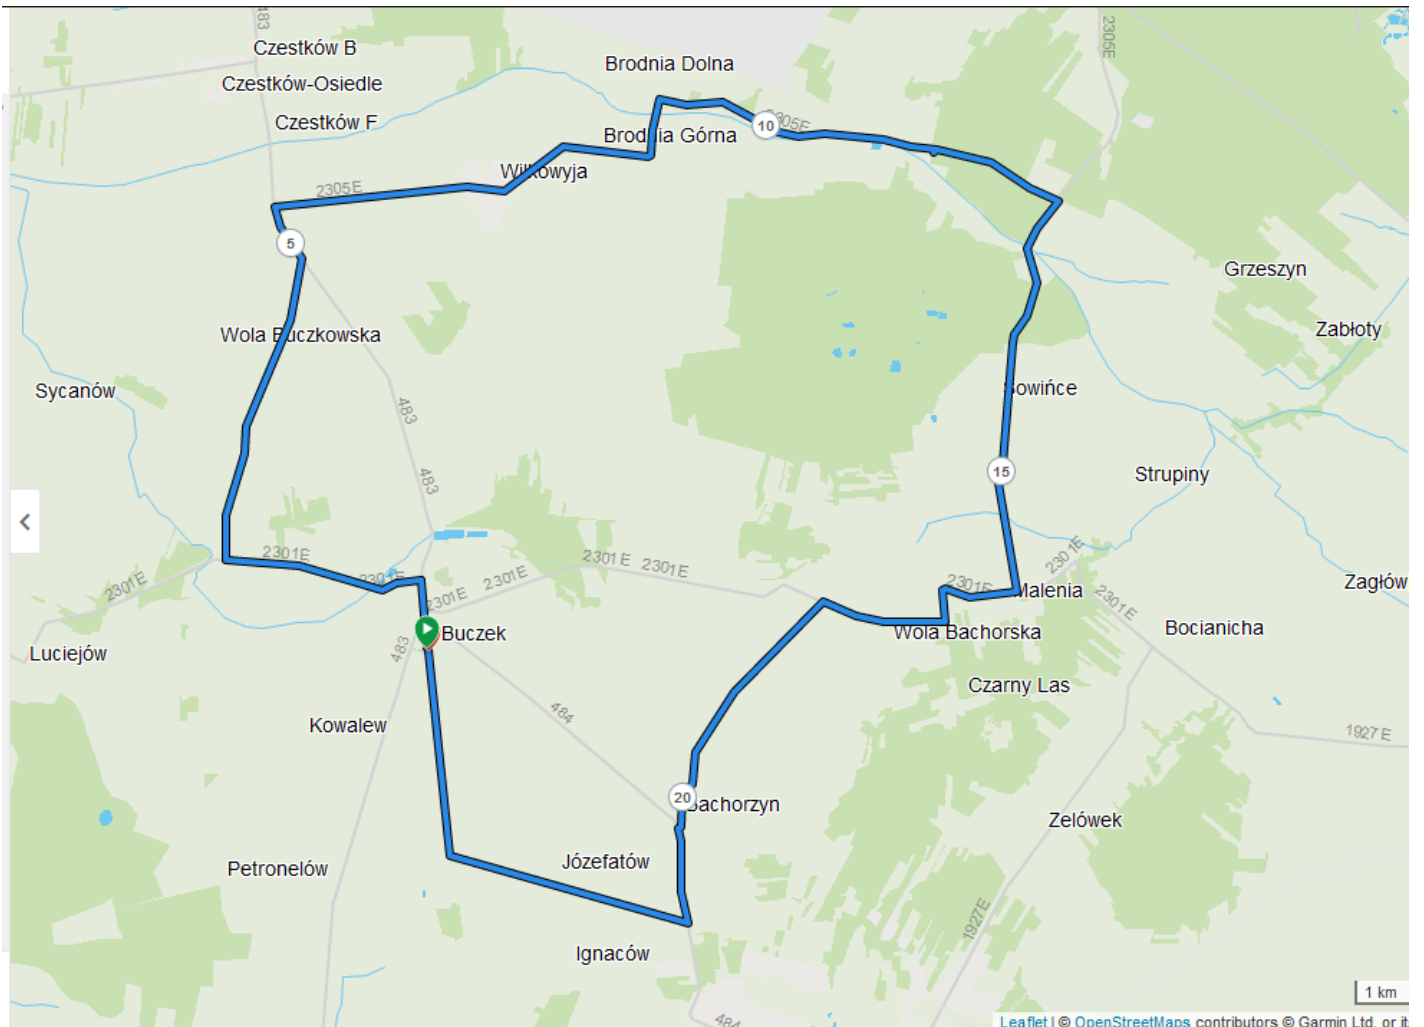 483
2305E
Czestków B
Brodnia Dolna
Czestków-Osiedle
Czestków F
2305E
10
Brodnia Górna
Wilkowyja
2305E
5
Grzeszyn
Wola Buczkowska
Zabłoty
Sycanów
Sowińce
483
15
Strupiny
483
2301E
2301E
2301E
2301E
2301E
2301E
2301E
2301E
Malenia
Zagłów
2301E
2301E
Buczek
Wola Bachorska
Bocianicha
483
Luciejów
Czarny Las
484
Kowalew
1927E
20
Bachorzyn
Zelówek
Józefatów
Petronelów
1927E
Ignaców
1 km
484
Leaflet | © OpenStreetMaps contributors © Garmin Ltd. or it